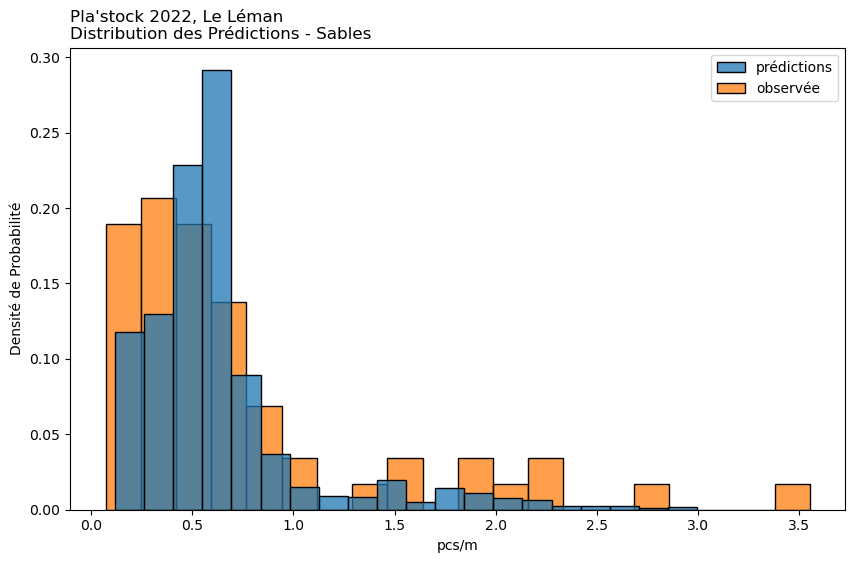 Pla'stock 2022, Le Léman
Distribution des Prédictions - Sables
prédictions
observée
Densité de Probabilité
0.30
0.25
0.20
0.15
0.10
0.05
0.00
0.0 0.5 1.0 1.5 2.0 2.5 3.0 3.5
pcs/m